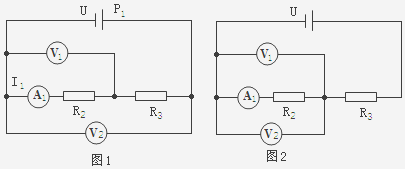 U P₁
V₁
I₁ A₁ R₂ R₃
V₂
图1
U
V₁
A₁ R₂ R₃
V₂
图2